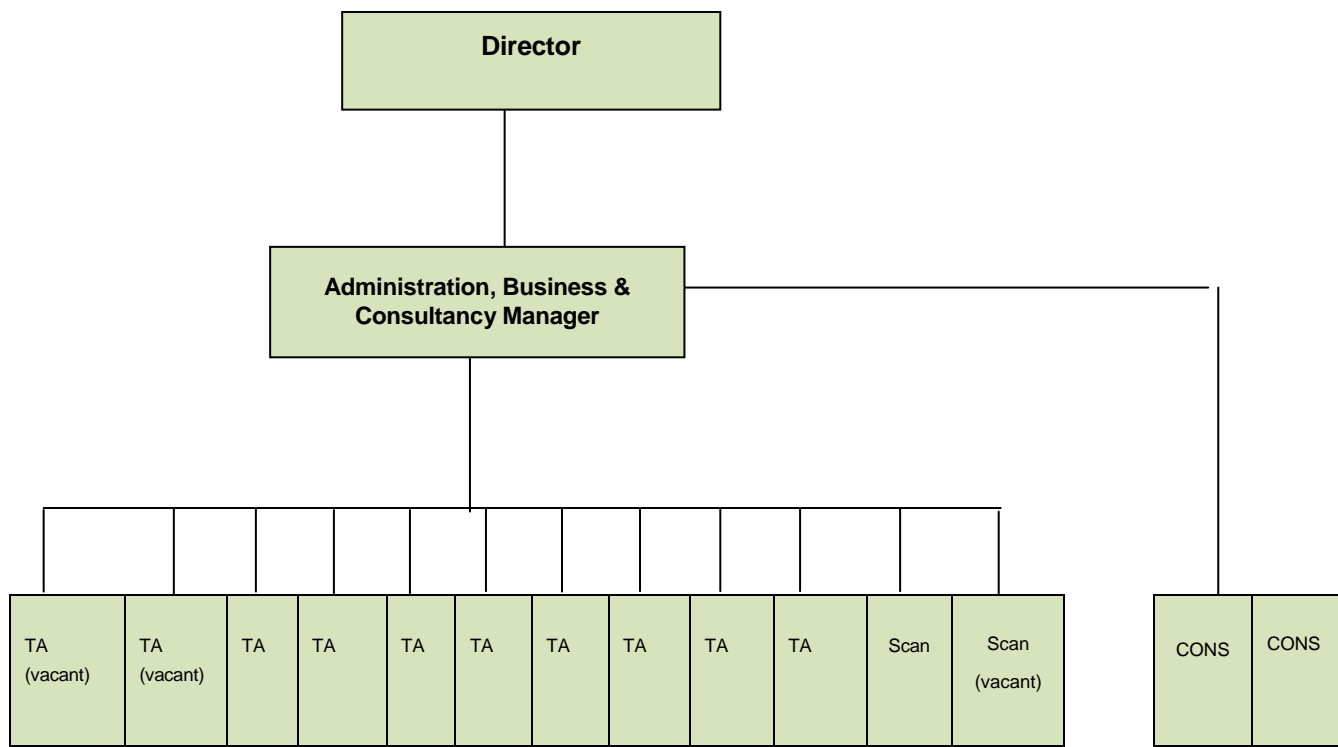 Director
Administration, Business &
Consultancy Manager
TA
(vacant)
TA
(vacant)
TA
TA
TA
TA
TA
TA
TA
TA
Scan
Scan
(vacant)
CONS
CONS